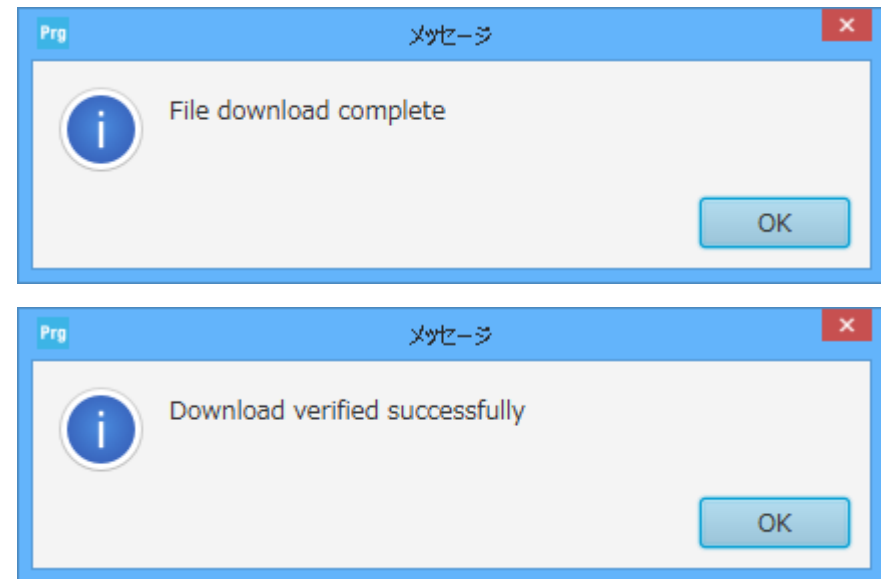 Prg
メッセージ
File download complete
OK
Prg
メッセージ
Download verified successfully
OK